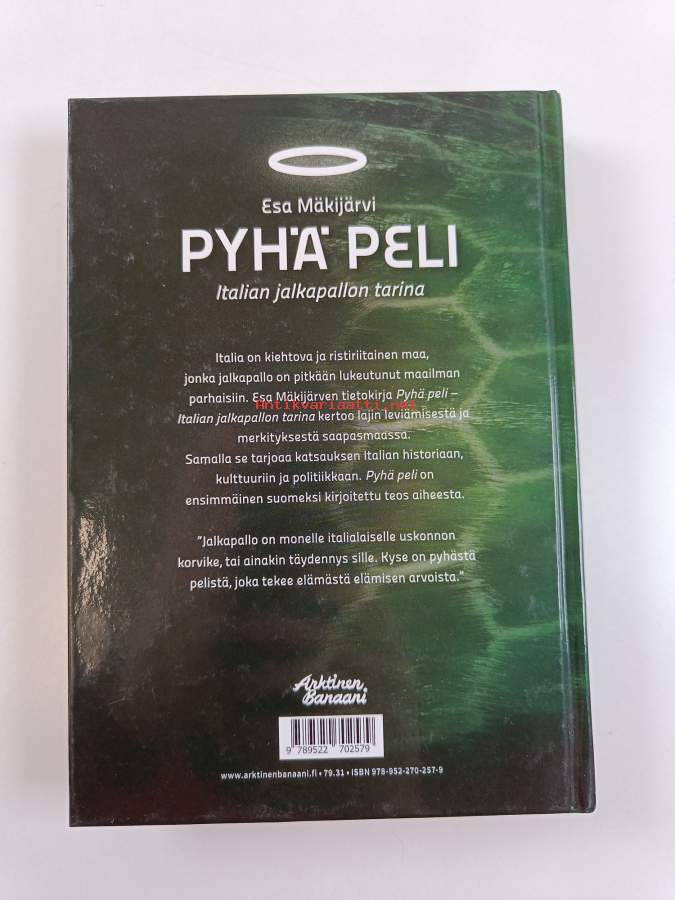 Esa Mäkijärvi
PYHÄ PELI
Italian jalkapallon tarina
Italia on kiehtova ja ristiriitainen maa,
jonka jalkapallo on pitkään lukeutunut maailman
parhaisiin. Esa Mäkijärven tietokirja Pyhä peli –
Antikvariaatti.net
Italian jalkapallon tarina kertoo lajin leviämisestä ja
merkityksestä saapasmaassa.
Samalla se tarjoaa katsauksen Italian historiaan,
kulttuuriin ja politiikkaan. Pyhä peli on
ensimmäinen suomeksi kirjoitettu teos aiheesta.
"Jalkapallo on monelle italialaiselle uskonnon
korvike, tai ainakin täydennys sille. Kyse on pyhästä
pelistä, joka tekee elämästä elämisen arvoista."
Arktinen
Banaani
9 789522 702579
www.arktinenbanaani.fi • 79.31 • ISBN 978-952-270-257-9